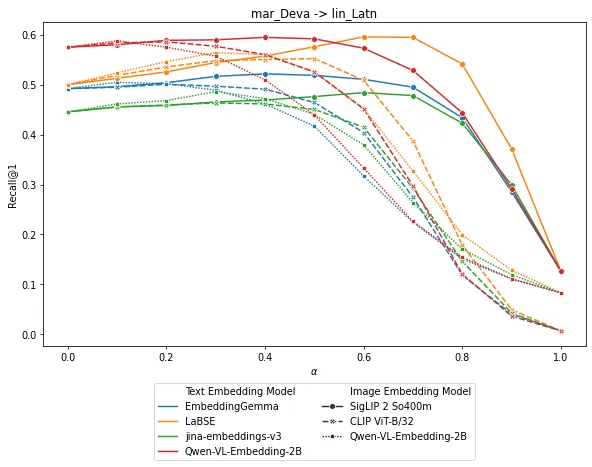 mar_Deva -> lin_Latn
Recall@1
0.6
0.5
0.4
0.3
0.2
0.1
0.0
0.0 0.2 0.4 0.6 0.8 1.0
α
Text Embedding Model Image Embedding Model
EmbeddingGemma SigLIP 2 So400m
LaBSE CLIP ViT-B/32
jina-embeddings-v3 Qwen-VL-Embedding-2B
Qwen-VL-Embedding-2B